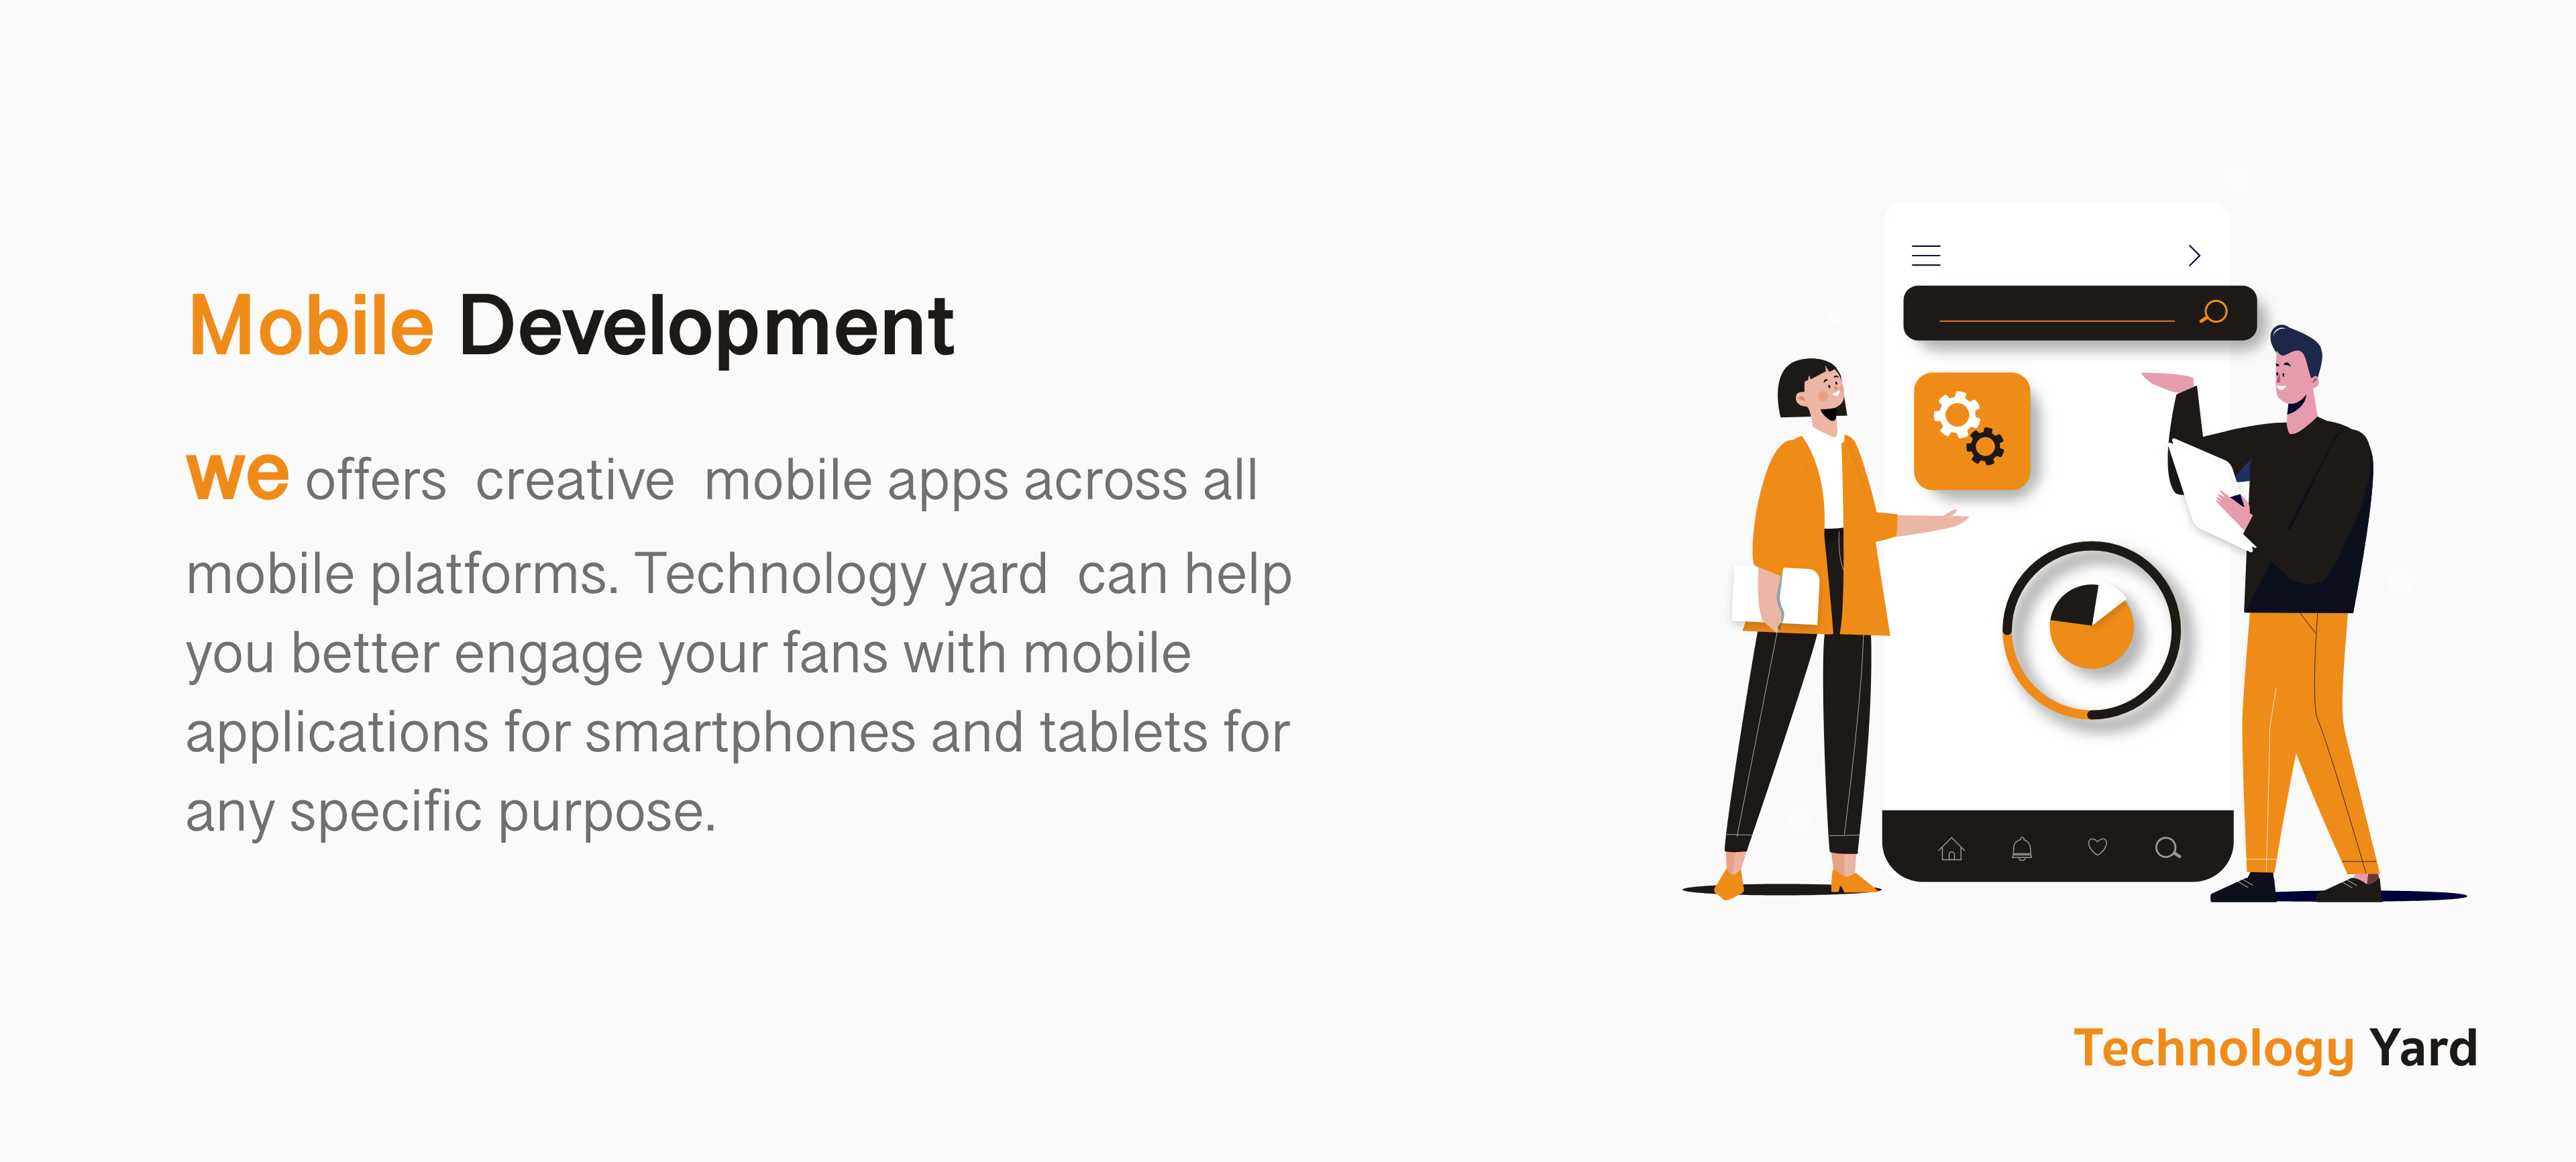 Mobile Development
we offers creative mobile apps across all
mobile platforms. Technology yard can help
you better engage your fans with mobile
applications for smartphones and tablets for
any specific purpose.
Technology Yard